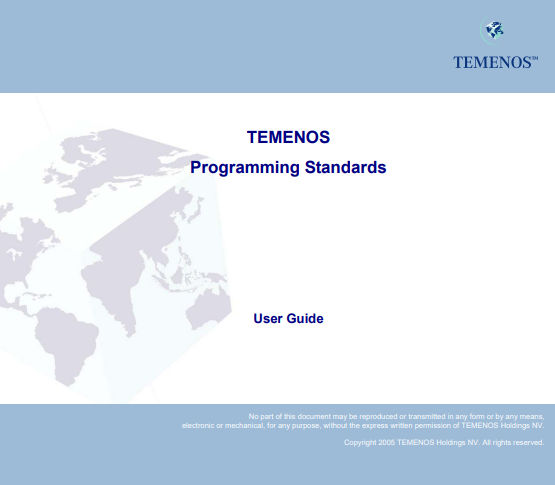 TEMENOS™
TEMENOS
Programming Standards
User Guide
No part of this document may be reproduced or transmitted in any form or by any means,
electronic or mechanical, for any purpose, without the express written permission of TEMENOS Holdings NV.
Copyright 2005 TEMENOS Holdings NV. All rights reserved.